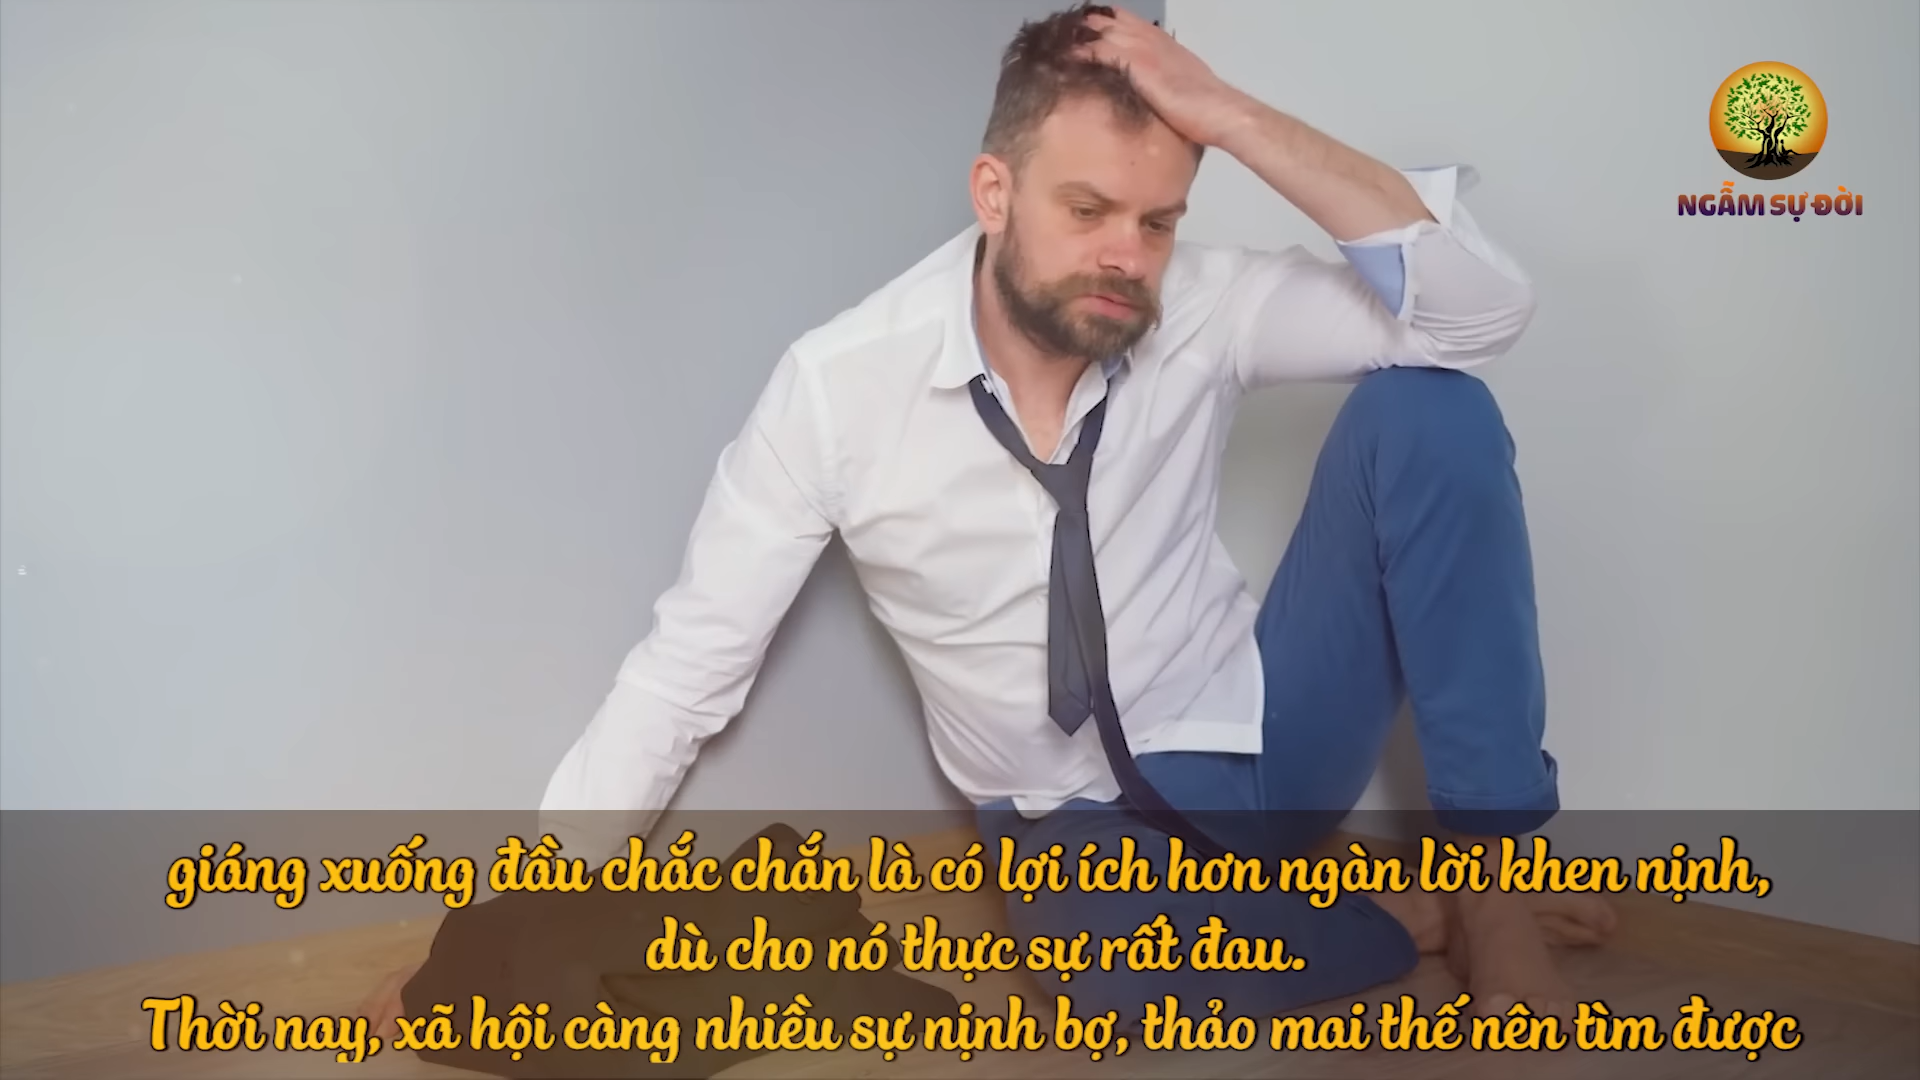 NGẪM SỰ ĐỜI
giáng xuống đầu chắc chắn là có lợi ích hơn ngàn lời khen nịnh,
dù cho nó thực sự rất đau.
Thời nay, xã hội càng nhiều sự nịnh bợ, thảo mai thế nên tìm được